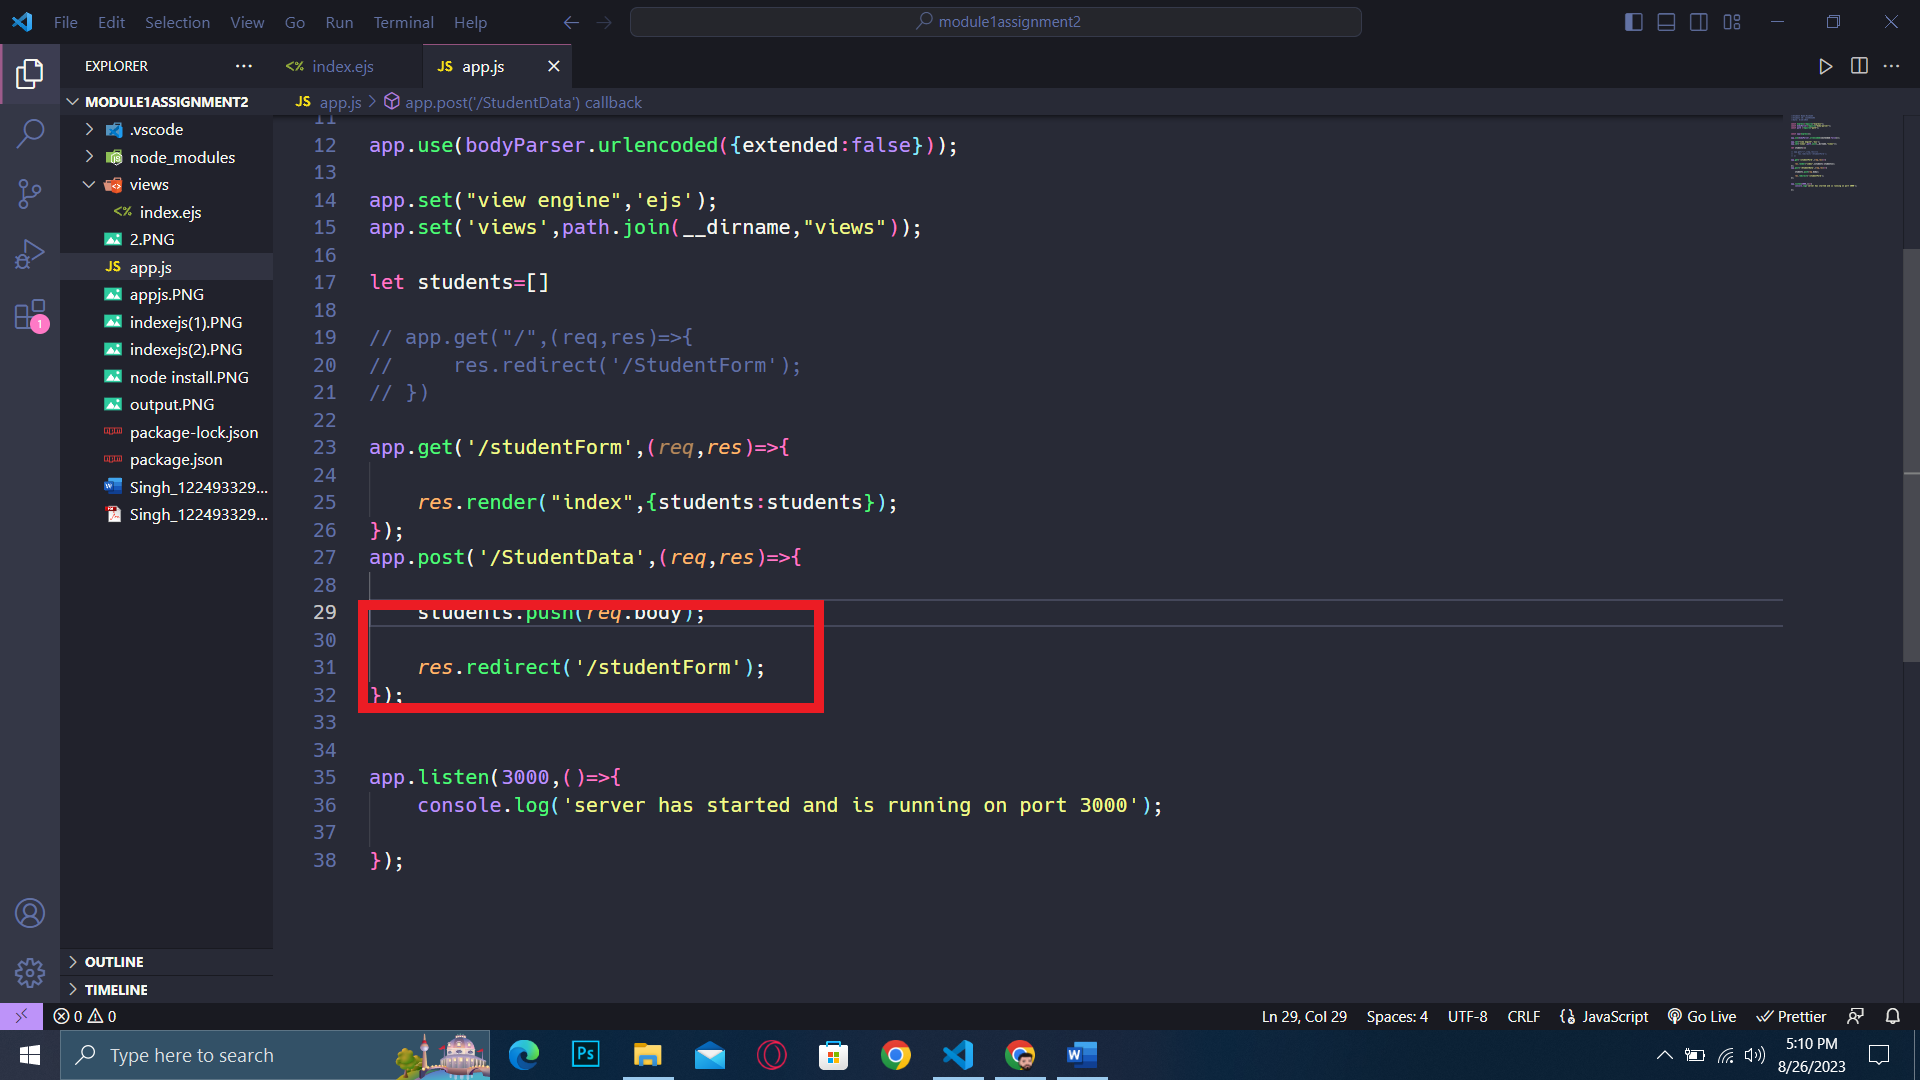 File Edit Selection View Go Run Terminal Help
module1assignment2
EXPLORER
index.ejs
JS app.js
MODULE1ASSIGNMENT2
JS app.js > app.post('/StudentData') callback
.vscode
node_modules
views
<% index.ejs
2.PNG
JS app.js
appjs.PNG
indexejs(1).PNG
indexejs(2).PNG
node install.PNG
output.PNG
package-lock.json
package.json
Singh_122493329...
Singh_122493329...
1
OUTLINE
TIMELINE
11
12 app.use(bodyParser.urlencoded({extended:false}));
13
14 app.set("view engine",'ejs');
15 app.set('views',path.join(__dirname,"views"));
16
17 let students=[]
18
19 // app.get("/",(req,res)=>{
20 //     res.redirect('/StudentForm');
21 // })
22
23 app.get('/studentForm',(req,res)=>{
24
25     res.render("index",{students:students});
26 });
27 app.post('/StudentData',(req,res)=>{
28
29     students.push(req.body);
30
31     res.redirect('/studentForm');
32 });
33
34
35 app.listen(3000,()=>{
36     console.log('server has started and is running on port 3000');
37
38 });
0 0
Ln 29, Col 29 Spaces: 4 UTF-8 CRLF {} JavaScript Go Live Prettier
Type here to search
Ps
W
5:10 PM
8/26/2023